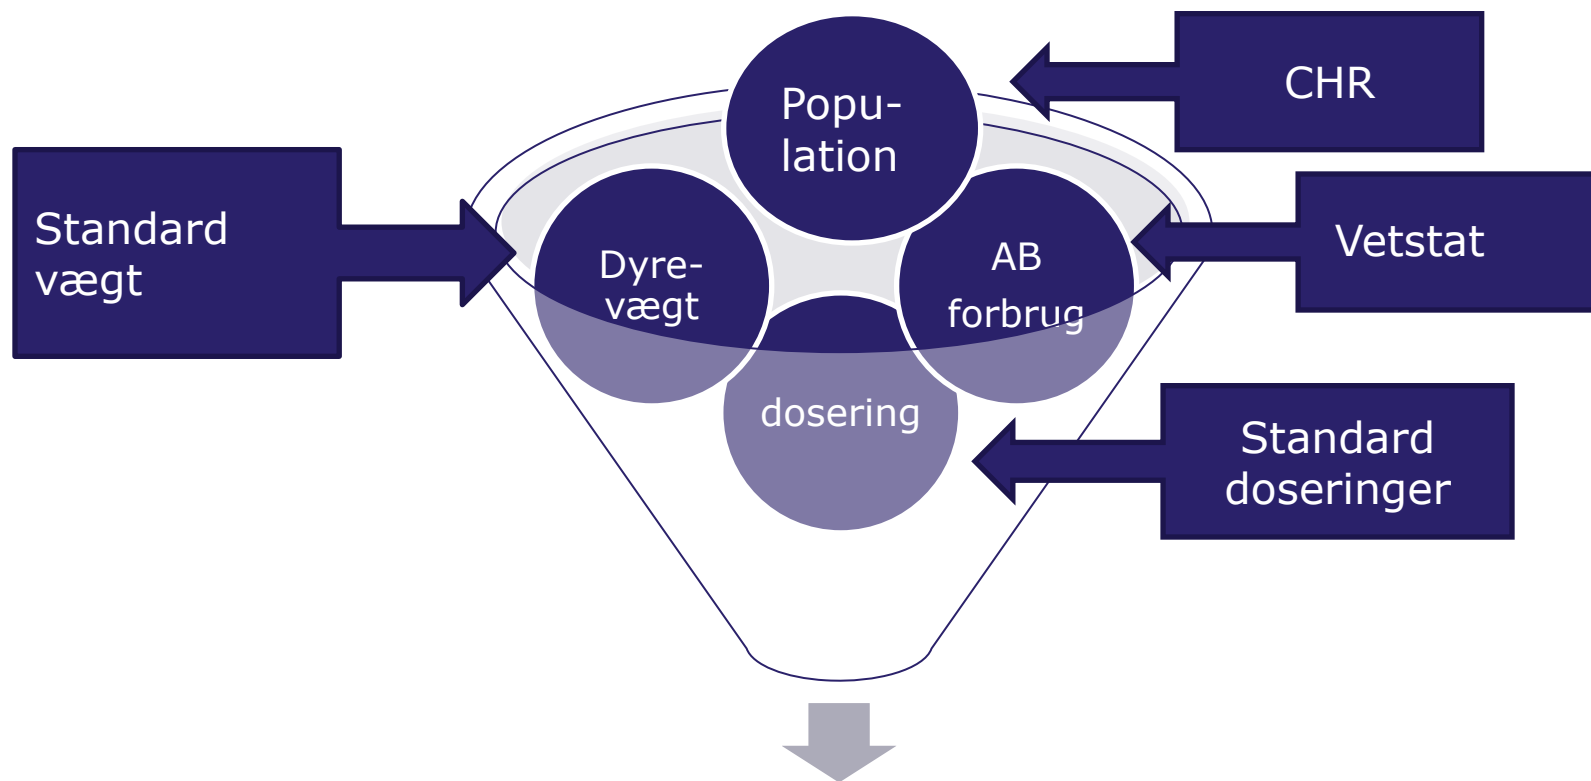 Popu-
lation
CHR
Standard
vægt
Dyre-
vægt
AB
forbrug
Vetstat
dosering
Standard
doseringer